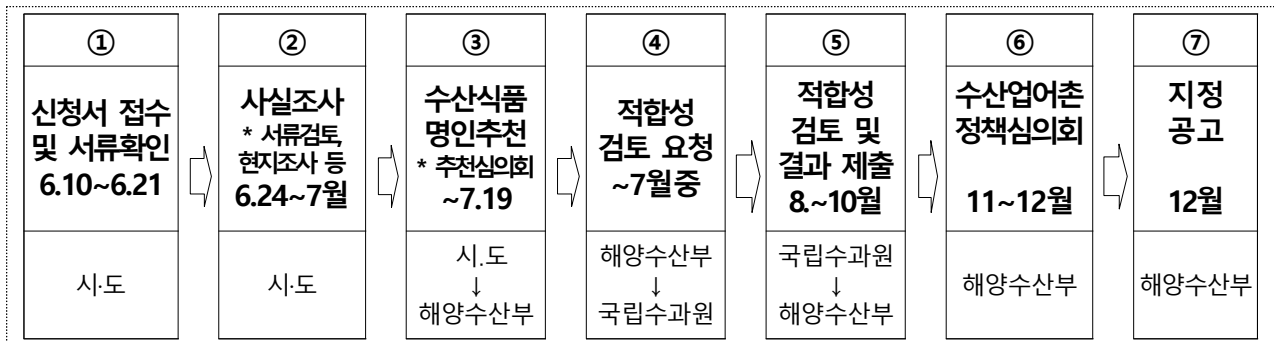 ①
신청서 접수
및 서류확인
6.10~6.21
시·도
②
사실조사
* 서류검토,
현지조사 등
6.24~7월
시·도
③
수산식품
명인추천
* 추천심의회
~7.19
시.도
↓
해양수산부
④
적합성
검토 요청
~7월중
해양수산부
↓
국립수과원
⑤
적합성
검토 및
결과 제출
8.~10월
국립수과원
↓
해양수산부
⑥
수산업어촌
정책심의회
11~12월
해양수산부
⑦
지정
공고
12월
해양수산부